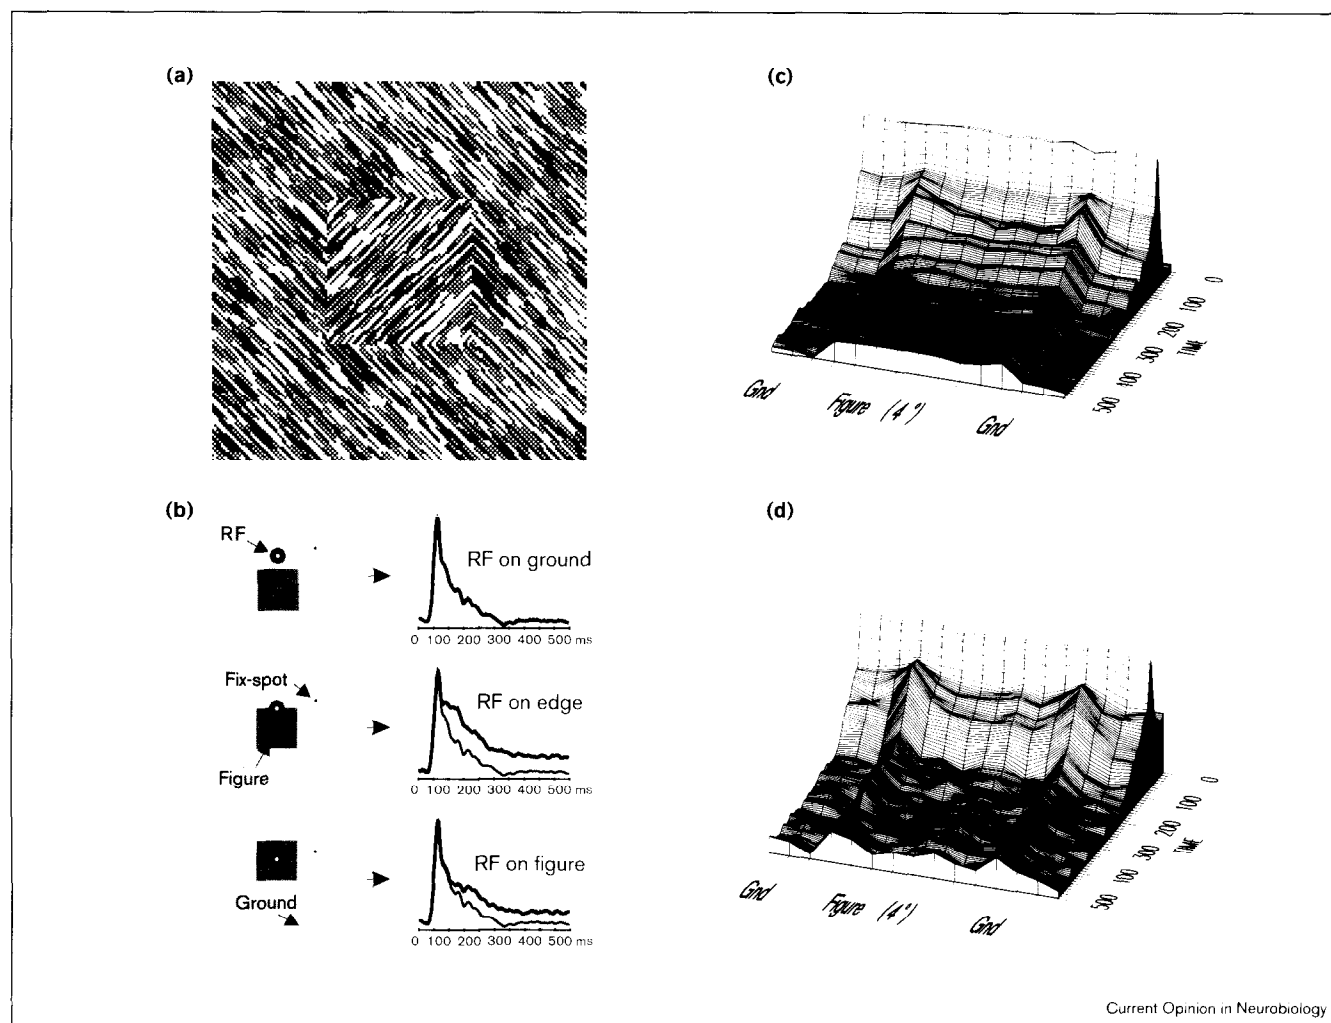 (a)
(b)
RF
RF on ground
0 100 200 300 400 500 ms
Fix-spot
RF on edge
Figure
0 100 200 300 400 500 ms
RF on figure
Ground
0 100 200 300 400 500 ms
(c)
0
100
200
300
100
500
TIME
Gnd
Figure (4°)
Gnd
(d)
0
100
200
300
100
500
TIME
Gnd
Figure (4°)
Gnd
Current Opinion in Neurobiology